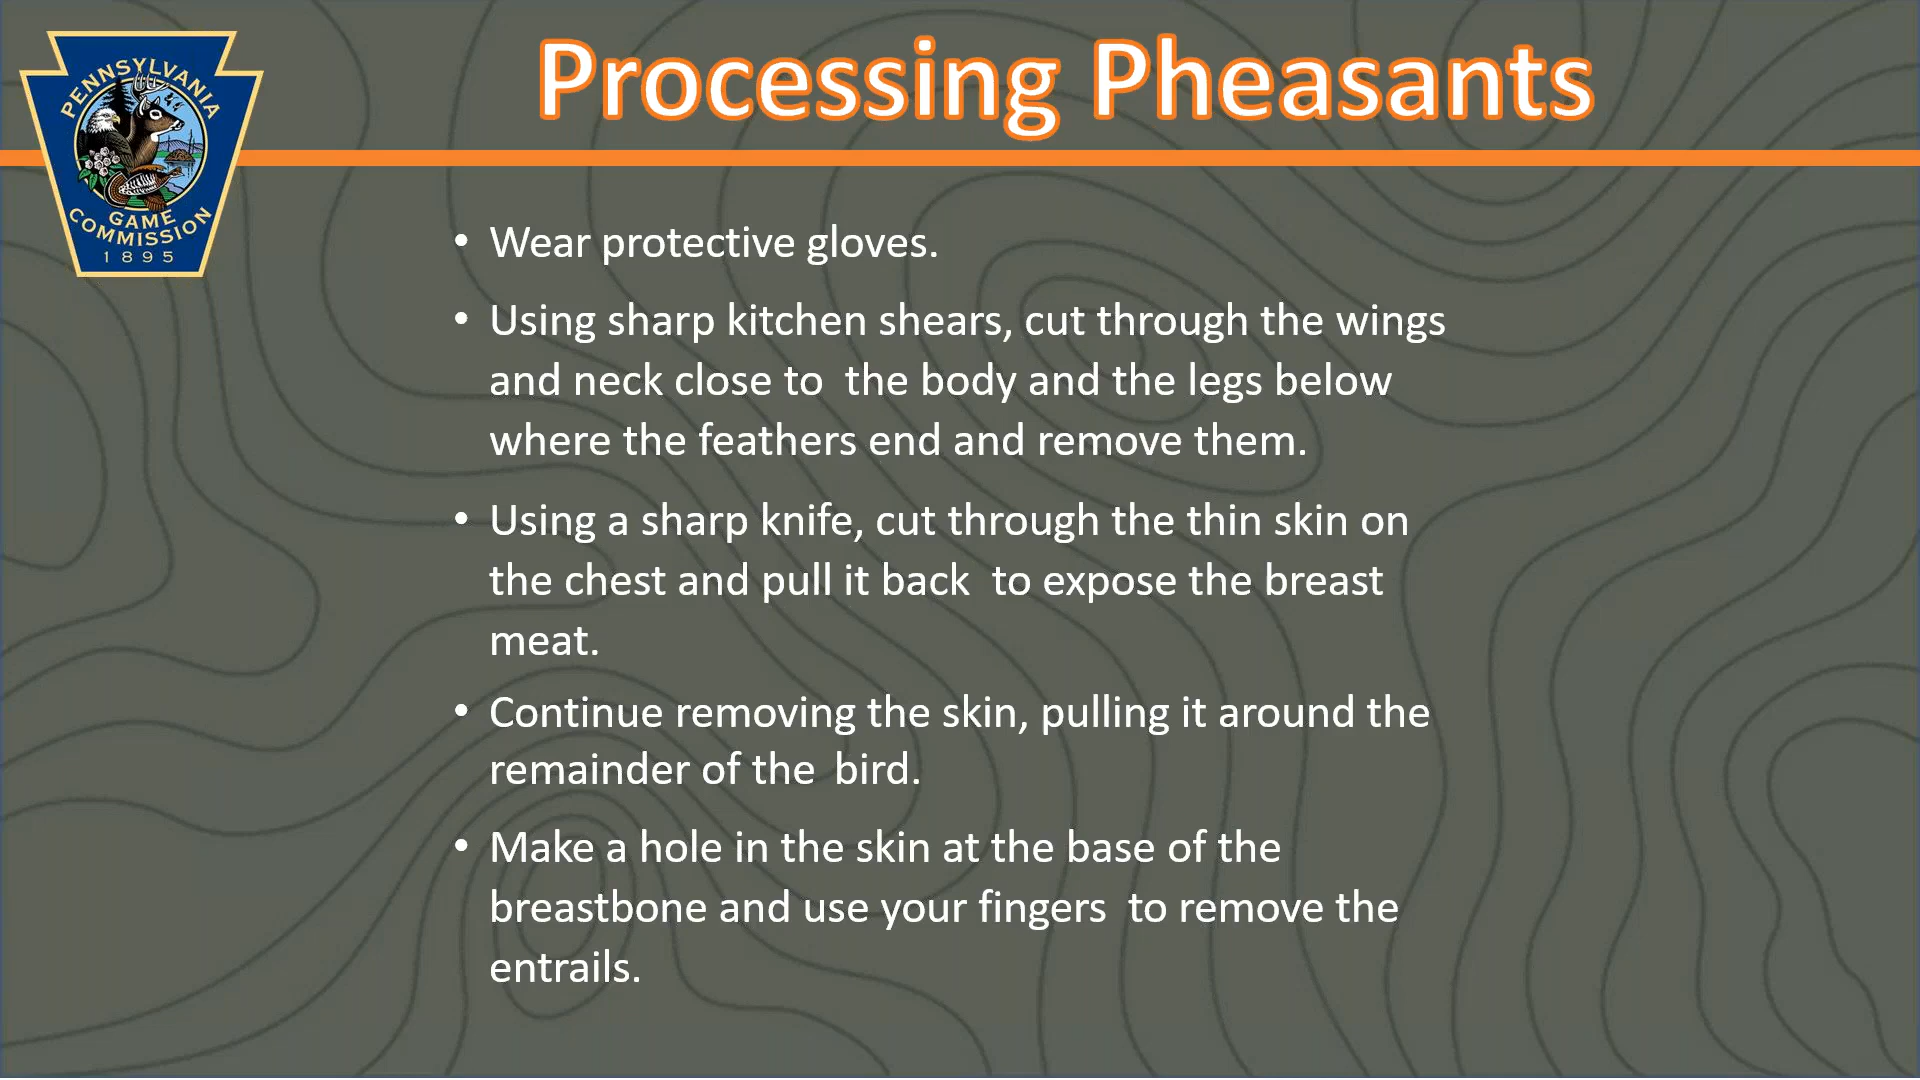 Processing Pheasants
PENNSYLVANIA
GAME
COMMISSION
1895
• Wear protective gloves.
• Using sharp kitchen shears, cut through the wings
and neck close to  the body and the legs below
where the feathers end and remove them.
• Using a sharp knife, cut through the thin skin on
the chest and pull it back  to expose the breast
meat.
• Continue removing the skin, pulling it around the
remainder of the  bird.
• Make a hole in the skin at the base of the
breastbone and use your fingers  to remove the
entrails.